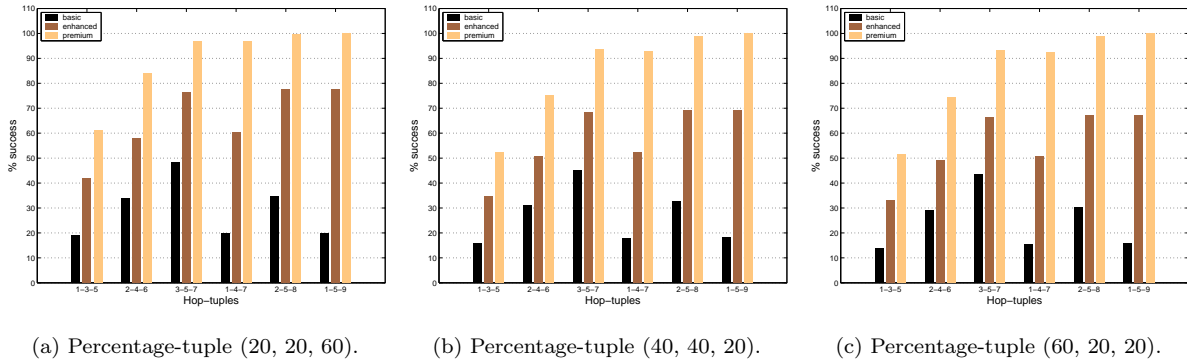 110
100
90
80
70
60
50
40
30
20
10
0
% success
basic
enhanced
premium
1−3−5 2−4−6 3−5−7 1−4−7 2−5−8 1−5−9
Hop−tuples
(a) Percentage-tuple (20, 20, 60).
110
100
90
80
70
60
50
40
30
20
10
0
% success
basic
enhanced
premium
1−3−5 2−4−6 3−5−7 1−4−7 2−5−8 1−5−9
Hop−tuples
(b) Percentage-tuple (40, 40, 20).
110
100
90
80
70
60
50
40
30
20
10
0
% success
basic
enhanced
premium
1−3−5 2−4−6 3−5−7 1−4−7 2−5−8 1−5−9
Hop−tuples
(c) Percentage-tuple (60, 20, 20).